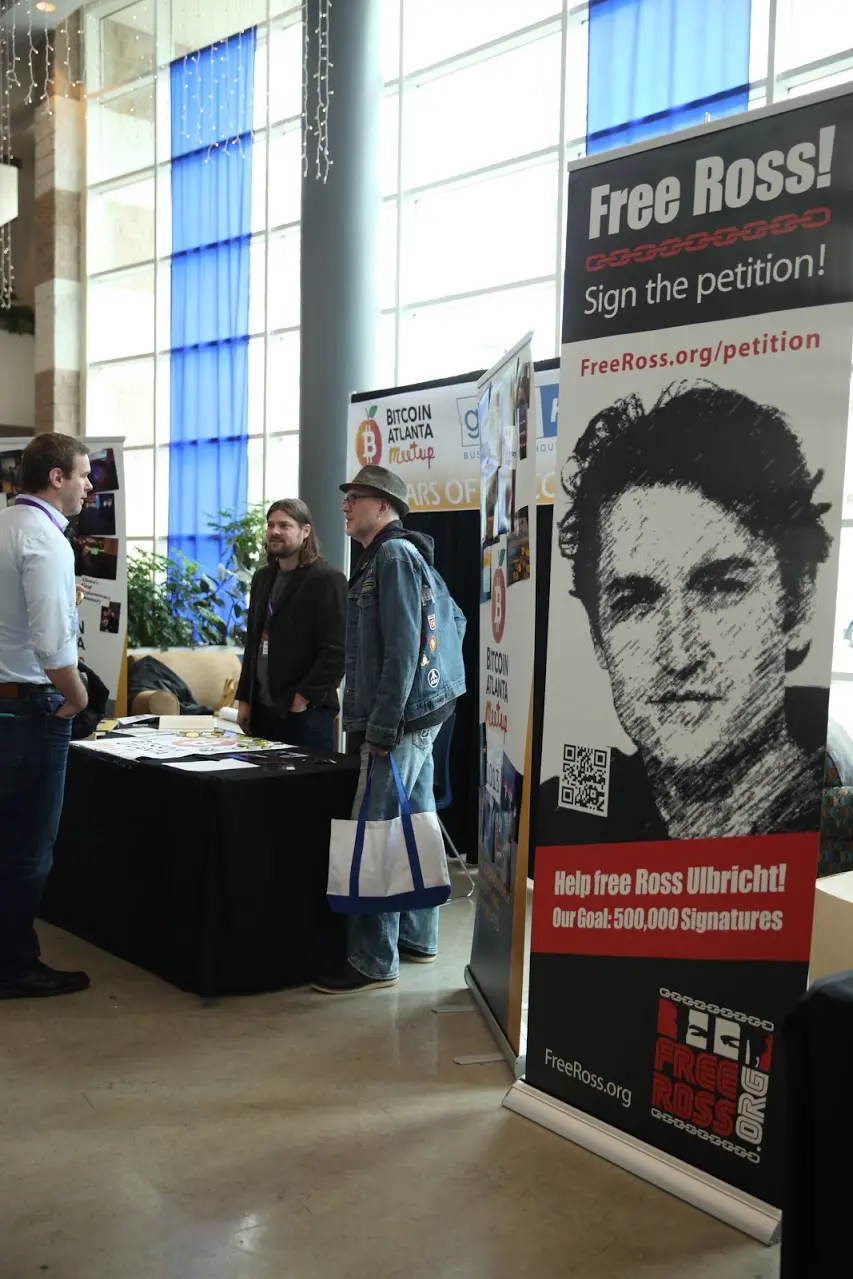 Free Ross!
Sign the petition!
FreeRoss.org/petition
Help free Ross Ulbricht!
Our Goal: 500,000 Signatures
FreeRoss.org
FREE
ROSS
.ORG
BITCOIN
ATLANTA
Meetup
BITCOIN
ATLANTA
Meetup